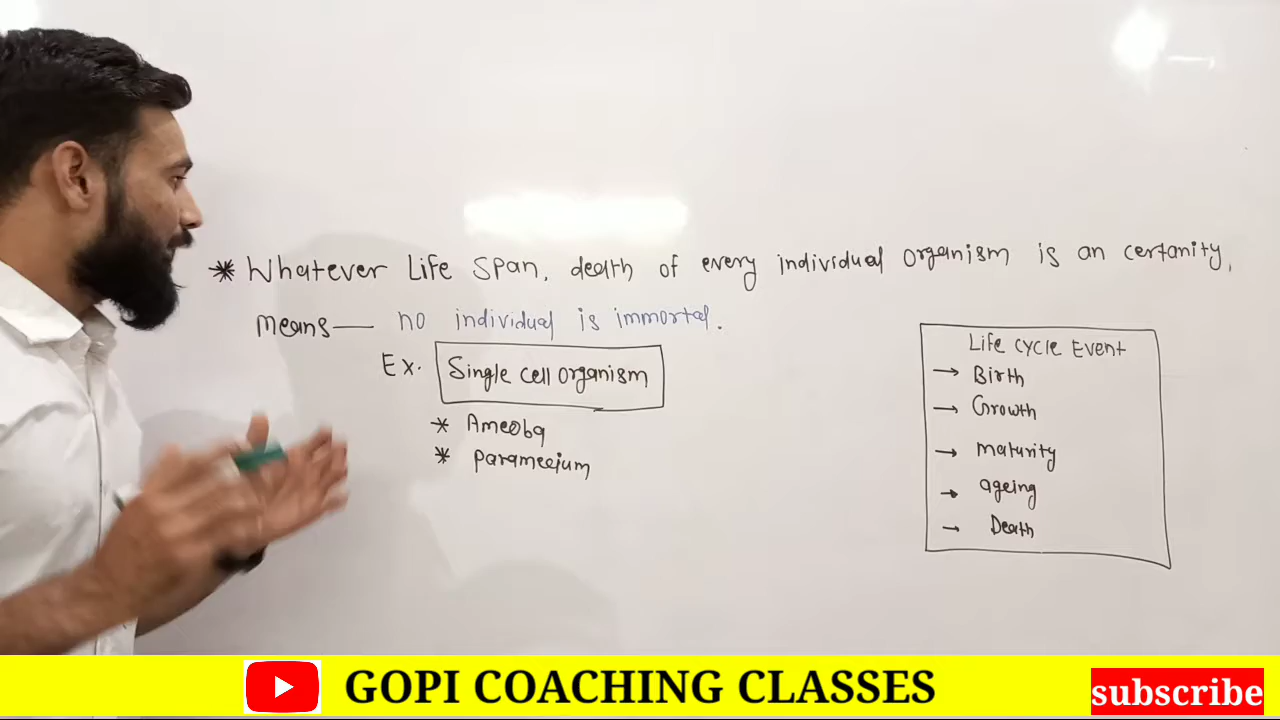 * Whatever Life Span, death of every individual organism is an certanity,
means— no individual is immortal.
Ex. Single cell organism
* Ameoba
* parameeium
Life cycle Event
→ Birth
→ Growth
→ maturity
→ ageing
→ Death
GOPI COACHING CLASSES
subscribe